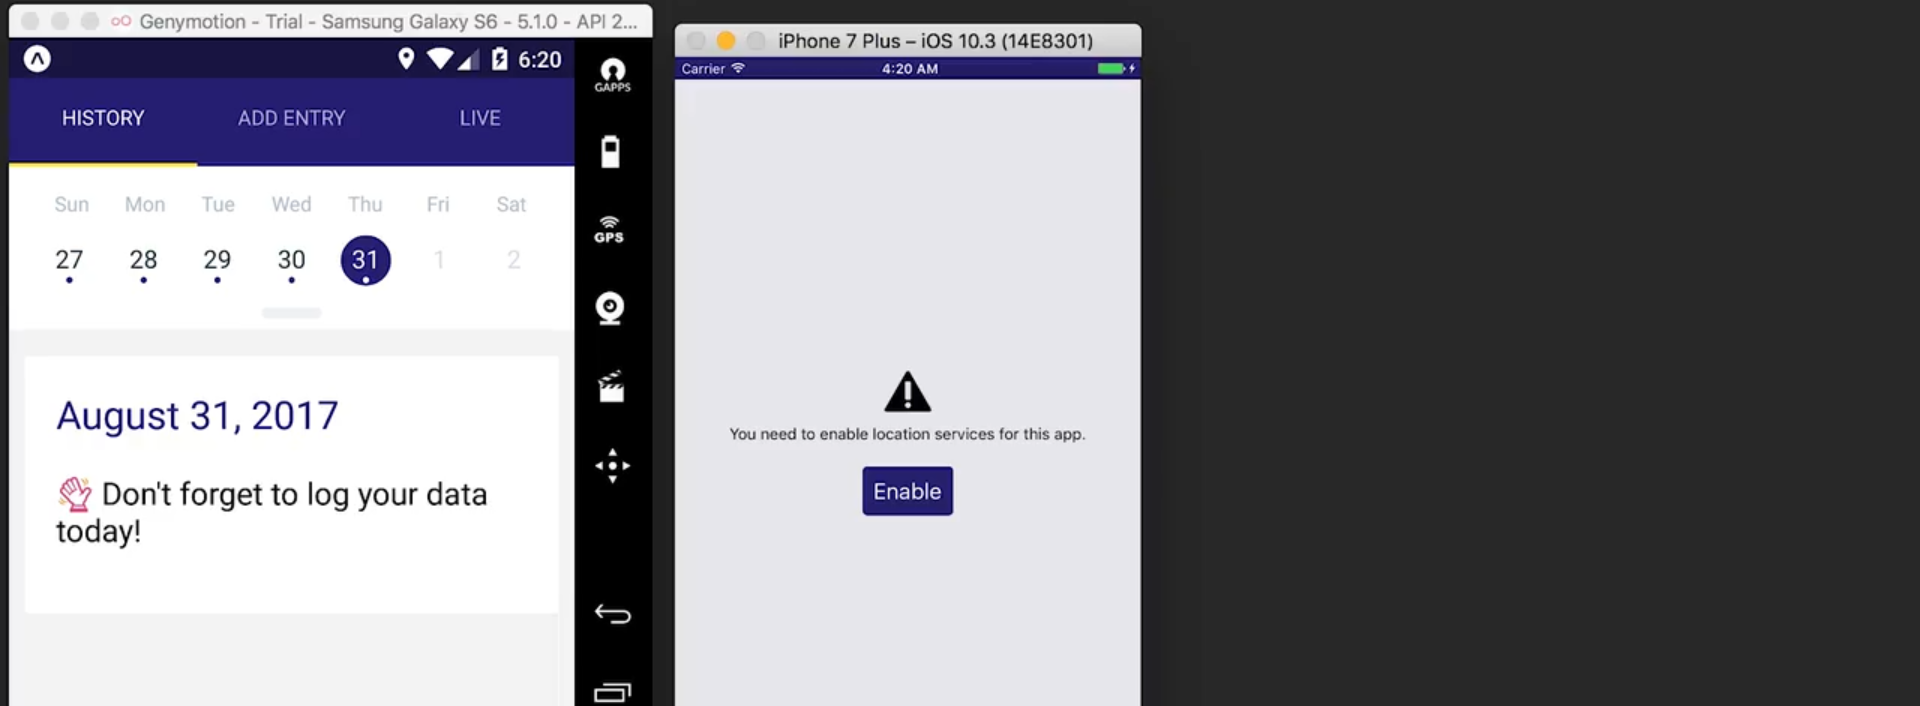 Genymotion - Trial - Samsung Galaxy S6 - 5.1.0 - API 2...
6:20
GAPPS
HISTORY ADD ENTRY LIVE
Sun Mon Tue Wed Thu Fri Sat
27 28 29 30 31 1 2
GPS
August 31, 2017
👋 Don't forget to log your data
today!
iPhone 7 Plus – iOS 10.3 (14E8301)
Carrier 4:20 AM
You need to enable location services for this app.
Enable